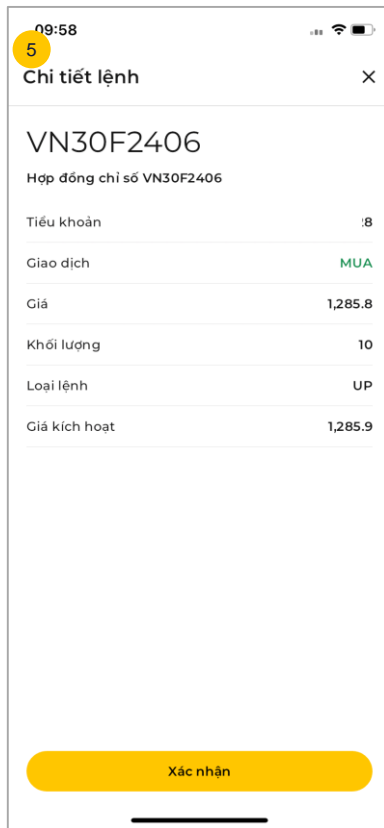 09:58
5
Chi tiết lệnh
VN30F2406
Hợp đồng chỉ số VN30F2406
Tiểu khoản 8
Giao dịch MUA
Giá 1,285.8
Khối lượng 10
Loại lệnh UP
Giá kích hoạt 1,285.9
Xác nhận